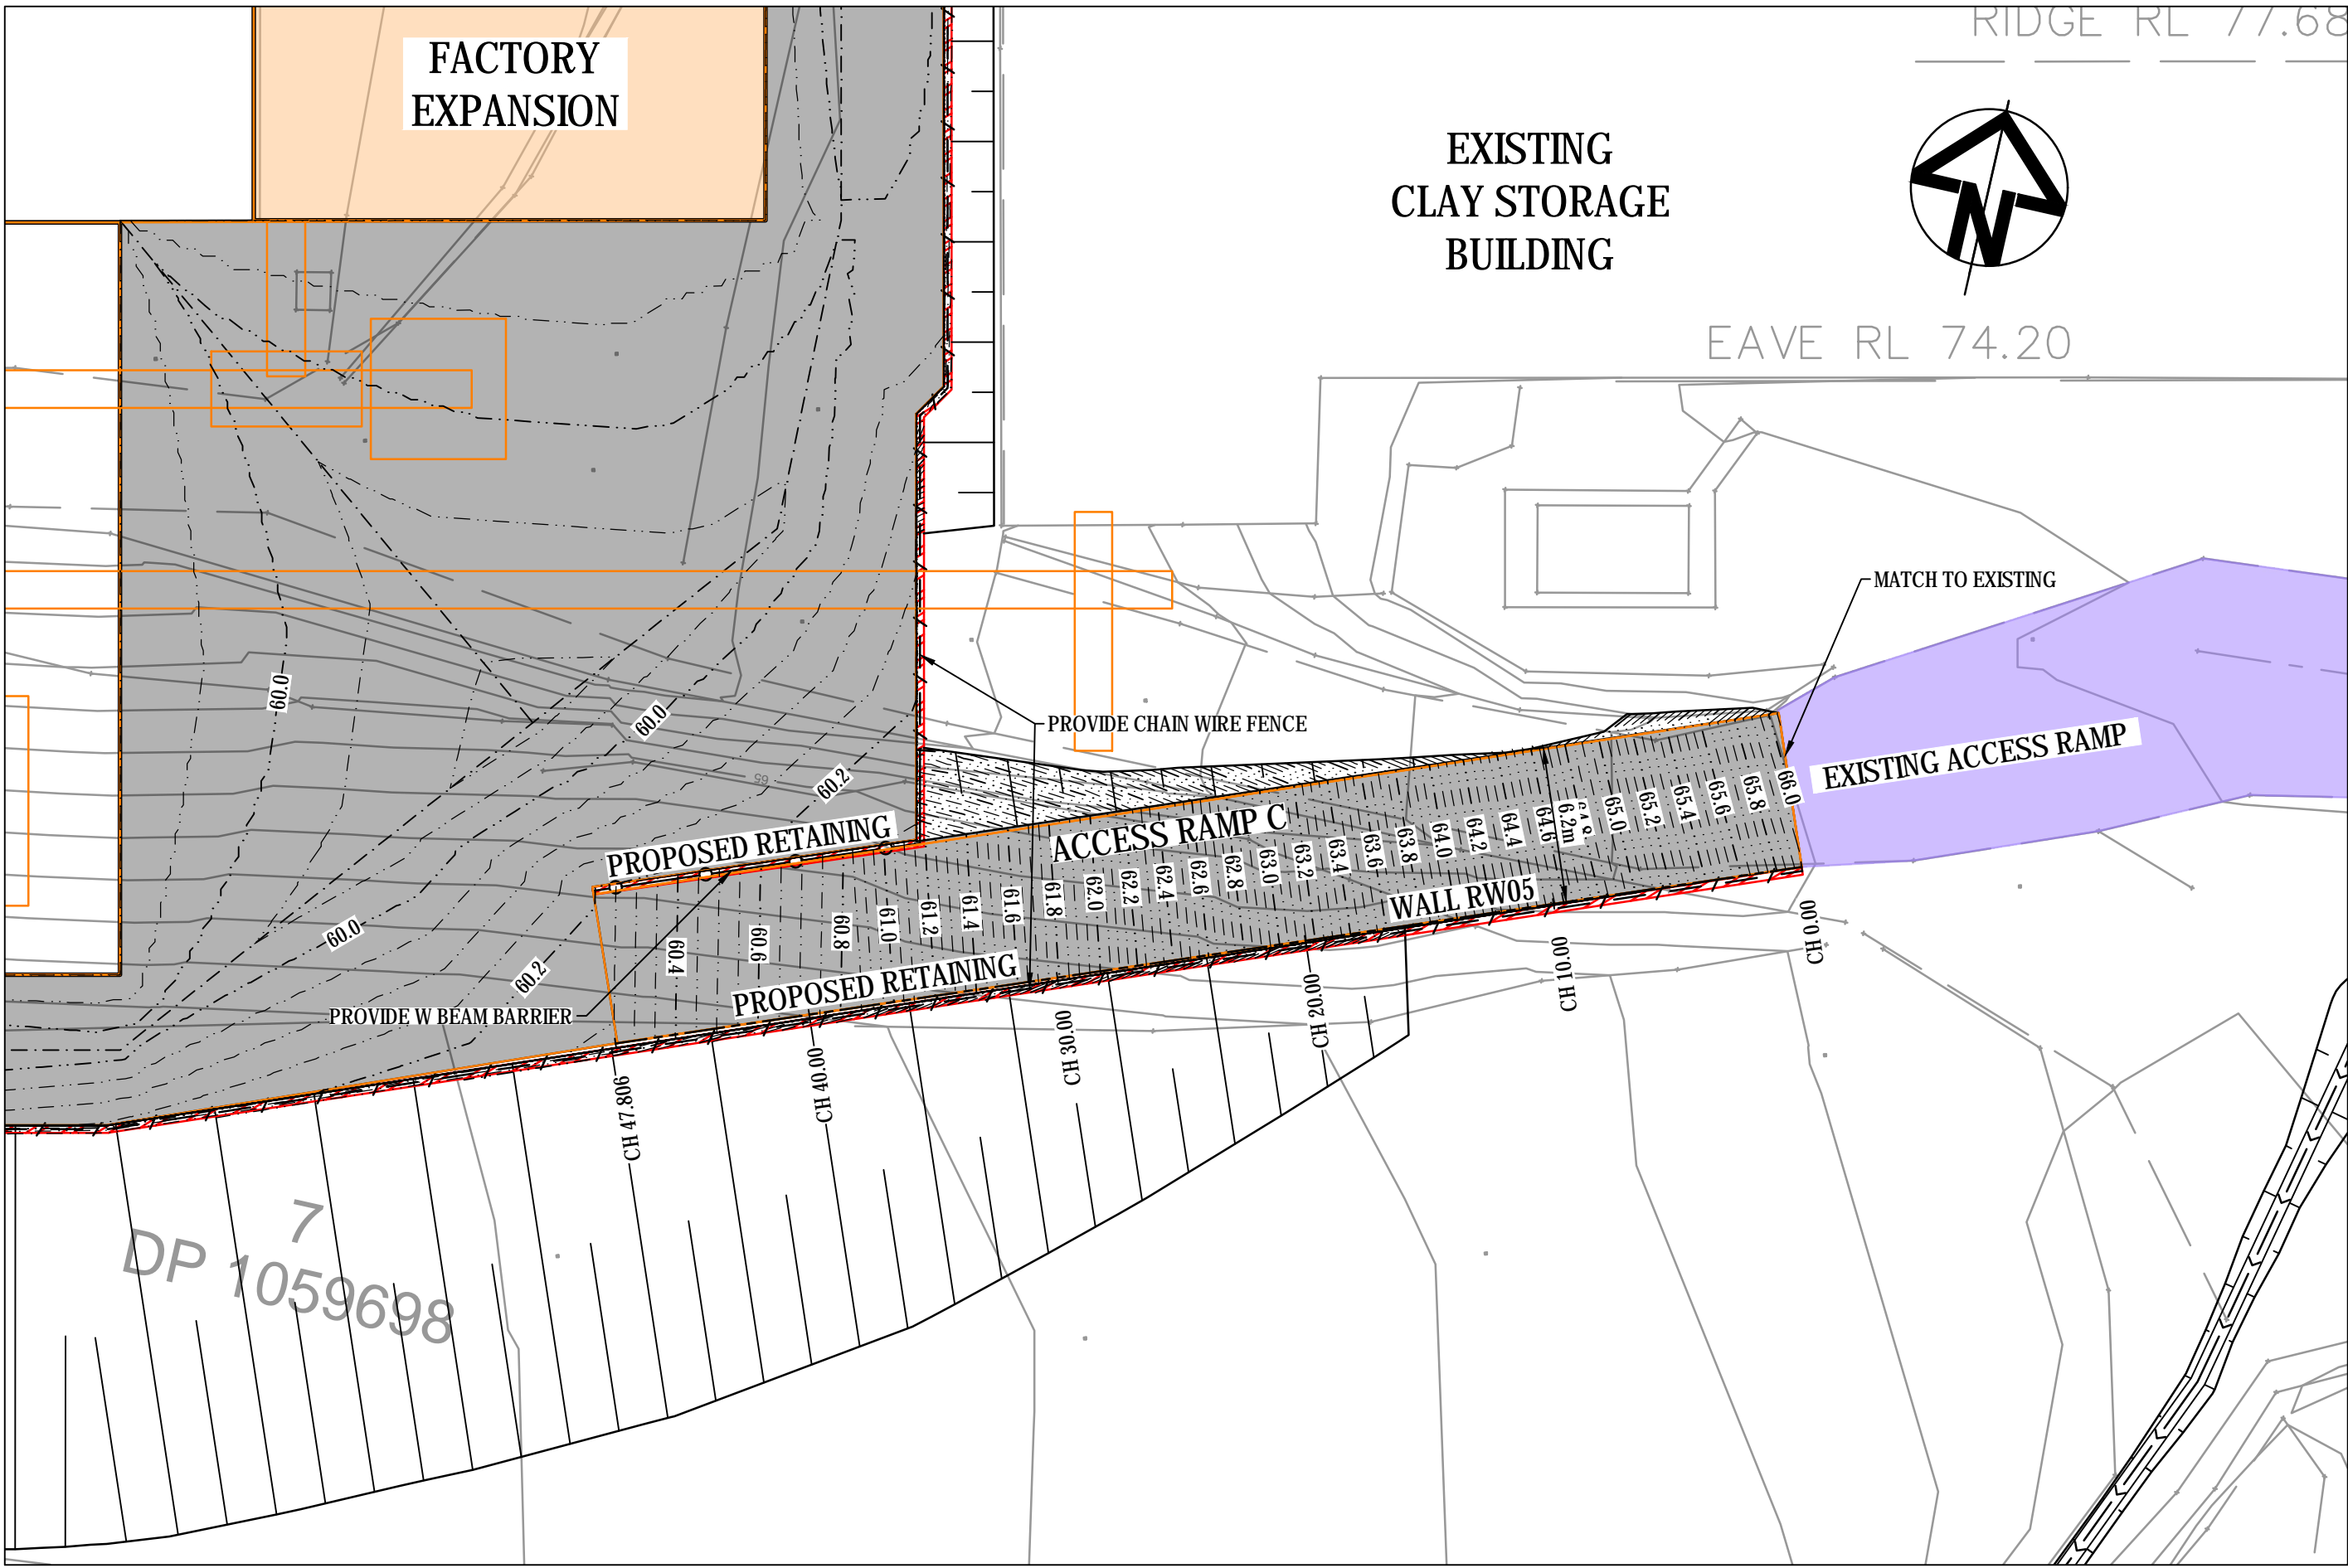 RIDGE RL 77.68
FACTORY
EXPANSION
EXISTING
CLAY STORAGE
BUILDING
N
EAVE RL 74.20
MATCH TO EXISTING
PROVIDE CHAIN WIRE FENCE
EXISTING ACCESS RAMP
60.0
60.0
60.2
65
PROPOSED RETAINING
ACCESS RAMP C
60.4
60.6
60.8
61.0
61.2
61.4
61.6
61.8
62.0
62.2
62.4
62.6
62.8
63.0
63.2
63.4
63.6
63.8
64.0
64.2
64.4
64.6
6.2m
65.0
65.2
65.4
65.6
65.8
66.0
WALL RW05
60.0
60.2
PROPOSED RETAINING
PROVIDE W BEAM BARRIER
CH 47.806
CH 40.00
CH 30.00
CH 20.00
CH 10.00
CH 0.00
7
DP 1059698